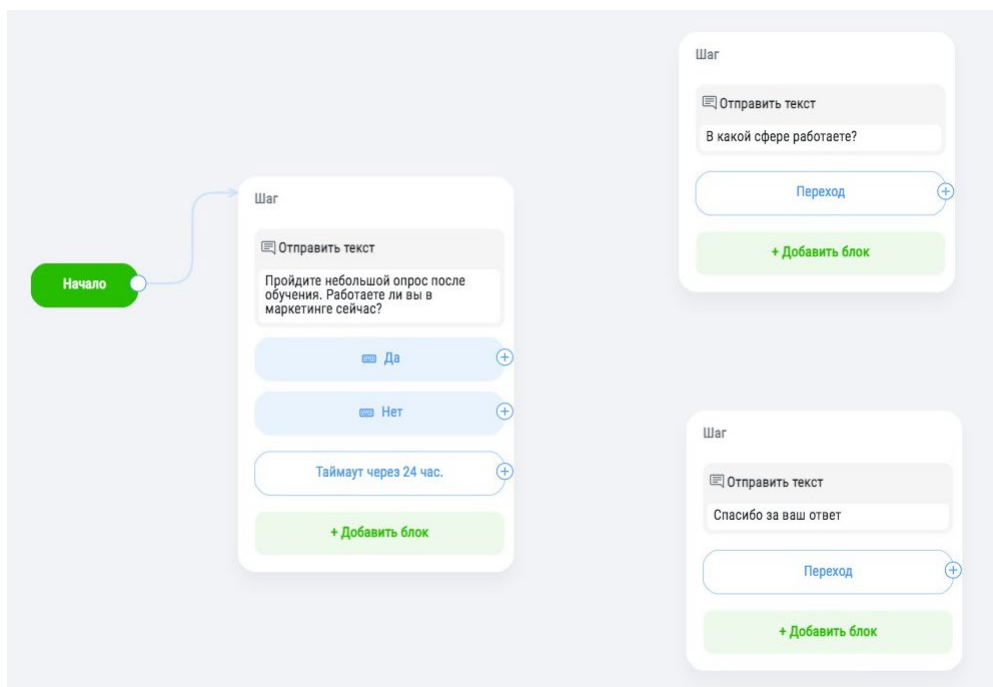 Начало
Шаг
Отправить текст
Пройдите небольшой опрос после
обучения. Работаете ли вы в
маркетинге сейчас?
Да
Нет
Таймаут через 24 час.
+ Добавить блок
Шаг
Отправить текст
В какой сфере работаете?
Переход
+ Добавить блок
Шаг
Отправить текст
Спасибо за ваш ответ
Переход
+ Добавить блок